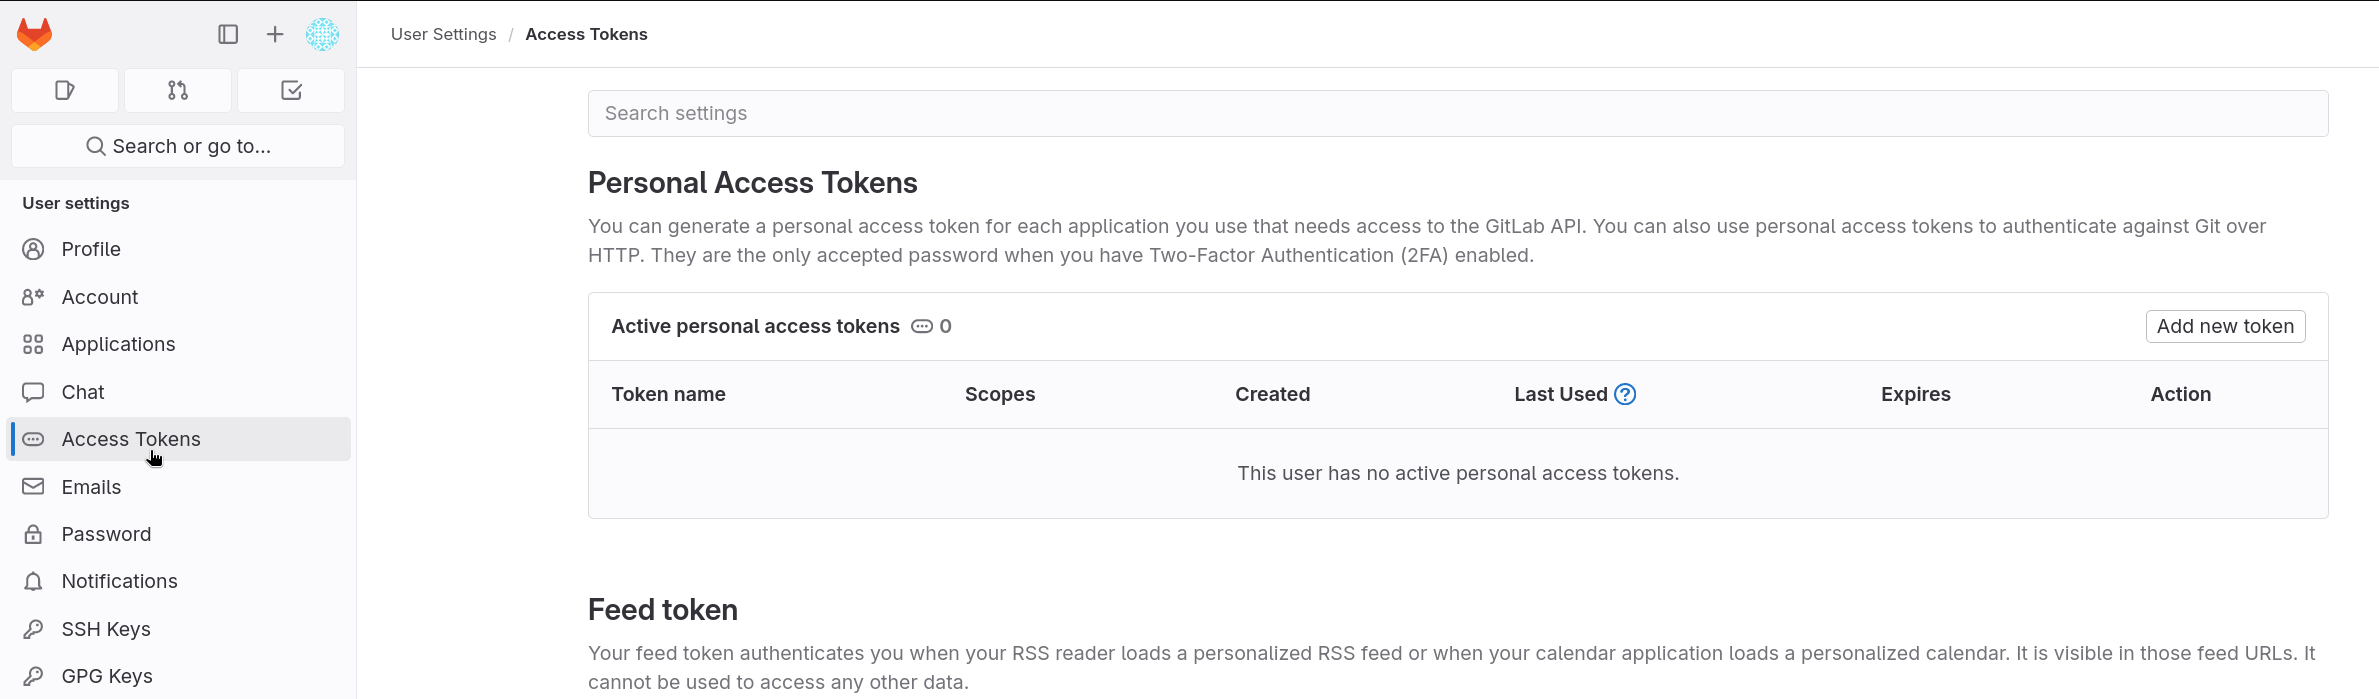 User Settings / Access Tokens
Search or go to...
User settings
Profile
Account
Applications
Chat
Access Tokens
Emails
Password
Notifications
SSH Keys
GPG Keys
Search settings
Personal Access Tokens
You can generate a personal access token for each application you use that needs access to the GitLab API. You can also use personal access tokens to authenticate against Git over
HTTP. They are the only accepted password when you have Two-Factor Authentication (2FA) enabled.
Active personal access tokens 0 Add new token
Token name Scopes Created Last Used ? Expires Action
This user has no active personal access tokens.
Feed token
Your feed token authenticates you when your RSS reader loads a personalized RSS feed or when your calendar application loads a personalized calendar. It is visible in those feed URLs. It
cannot be used to access any other data.